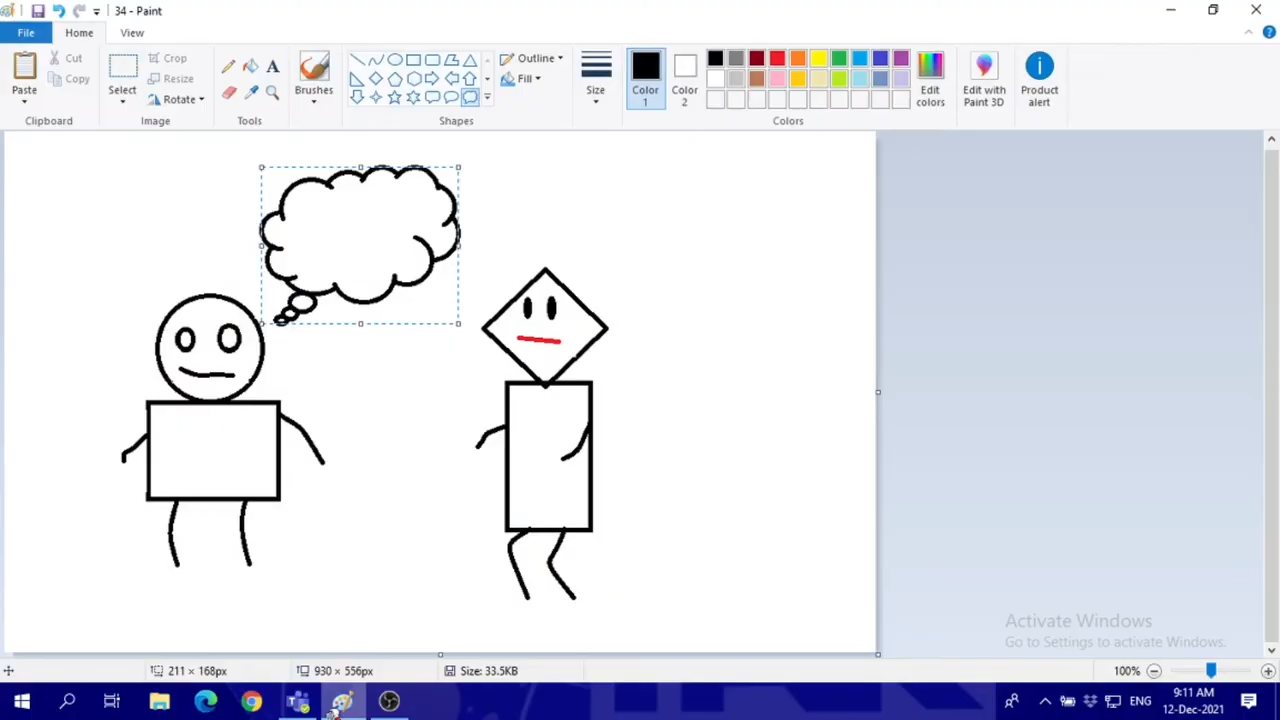 34 - Paint
File
Home
View
Paste
Cut
Copy
Clipboard
Select
Crop
Resize
Rotate
Image
A
Tools
Brushes
Shapes
Outline
Fill
Size
Color 1
Color 2
Edit colors
Colors
Edit with Paint 3D
Product alert
Activate Windows
Go to Settings to activate Windows.
211 × 168px
930 × 556px
Size: 33.5KB
100%
ENG
9:11 AM
12-Dec-2021